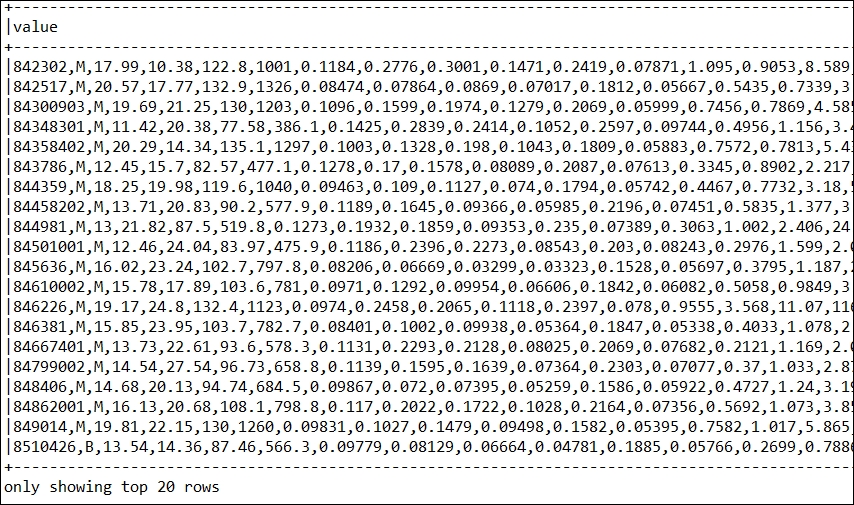 +--------------------------------------------------------------------------------------
|value
+--------------------------------------------------------------------------------------
|842302,M,17.99,10.38,122.8,1001,0.1184,0.2776,0.3001,0.1471,0.2419,0.07871,1.095,0.9053,8.589,
|842517,M,20.57,17.77,132.9,1326,0.08474,0.07864,0.0869,0.07017,0.1812,0.05667,0.5435,0.7339,3
|84300903,M,19.69,21.25,130,1203,0.1096,0.1599,0.1974,0.1279,0.2069,0.05999,0.7456,0.7869,4.585
|84348301,M,11.42,20.38,77.58,386.1,0.1425,0.2839,0.2414,0.1052,0.2597,0.09744,0.4956,1.156,3.4
|84358402,M,20.29,14.34,135.1,1297,0.1003,0.1328,0.198,0.1043,0.1809,0.05883,0.7572,0.7813,5.43
|843786,M,12.45,15.7,82.57,477.1,0.1278,0.17,0.1578,0.08089,0.2087,0.07613,0.3345,0.8902,2.217,
|844359,M,18.25,19.98,119.6,1040,0.09463,0.109,0.1127,0.074,0.1794,0.05742,0.4467,0.7732,3.18,5
|84458202,M,13.71,20.83,90.2,577.9,0.1189,0.1645,0.09366,0.05985,0.2196,0.07451,0.5835,1.377,3
|844981,M,13,21.82,87.5,519.8,0.1273,0.1932,0.1859,0.09353,0.235,0.07389,0.3063,1.002,2.406,24
|84501001,M,12.46,24.04,83.97,475.9,0.1186,0.2396,0.2273,0.08543,0.203,0.08243,0.2976,1.599,2.0
|845636,M,16.02,23.24,102.7,797.8,0.08206,0.06669,0.03299,0.03323,0.1528,0.05697,0.3795,1.187,2
|84610002,M,15.78,17.89,103.6,781,0.0971,0.1292,0.09954,0.06606,0.1842,0.06082,0.5058,0.9849,3
|846226,M,19.17,24.8,132.4,1123,0.0974,0.2458,0.2065,0.1118,0.2397,0.078,0.9555,3.568,11.07,116
|846381,M,15.85,23.95,103.7,782.7,0.08401,0.1002,0.09938,0.05364,0.1847,0.05338,0.4033,1.078,2
|84667401,M,13.73,22.61,93.6,578.3,0.1131,0.2293,0.2128,0.08025,0.2069,0.07682,0.2121,1.169,2.0
|84799002,M,14.54,27.54,96.73,658.8,0.1139,0.1595,0.1639,0.07364,0.2303,0.07077,0.37,1.033,2.87
|848406,M,14.68,20.13,94.74,684.5,0.09867,0.072,0.07395,0.05259,0.1586,0.05922,0.4727,1.24,3.19
|84862001,M,16.13,20.68,108.1,798.8,0.117,0.2022,0.1722,0.1028,0.2164,0.07356,0.5692,1.073,3.85
|849014,M,19.81,22.15,130,1260,0.09831,0.1027,0.1479,0.09498,0.1582,0.05395,0.7582,1.017,5.865,
|8510426,B,13.54,14.36,87.46,566.3,0.09779,0.08129,0.06664,0.04781,0.1885,0.05766,0.2699,0.7886
+--------------------------------------------------------------------------------------
only showing top 20 rows